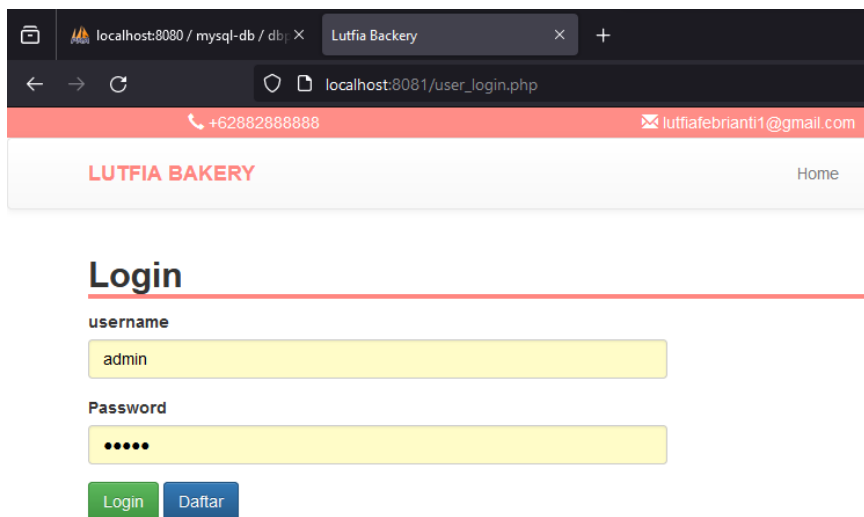 localhost:8080 / mysql-db / dbp
Lutfia Backery
localhost:8081/user_login.php
+62882888888
lutfiafebrianti1@gmail.com
LUTFIA BAKERY
Home
Login
username
admin
Password
•••••
Login
Daftar